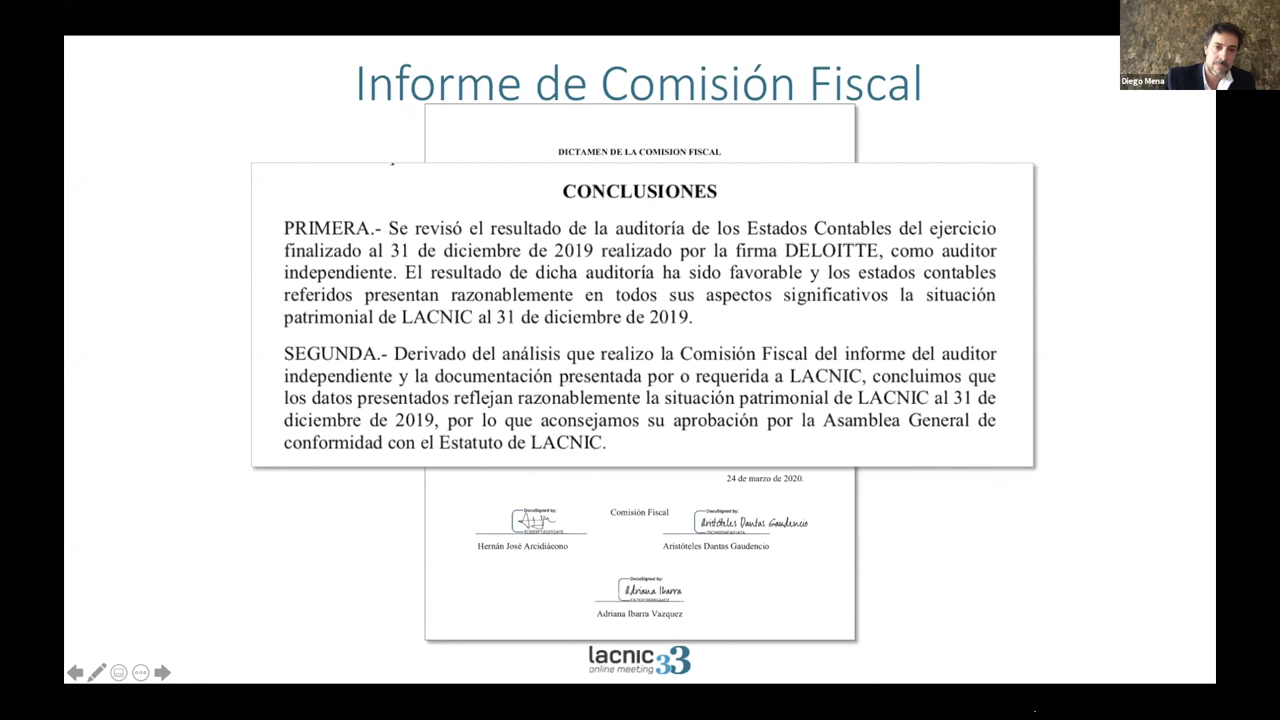 Informe de Comisión Fiscal
Diego Mena
DICTAMEN DE LA COMISION FISCAL
CONCLUSIONES
PRIMERA.- Se revisó el resultado de la auditoría de los Estados Contables del ejercicio
finalizado al 31 de diciembre de 2019 realizado por la firma DELOITTE, como auditor
independiente. El resultado de dicha auditoría ha sido favorable y los estados contables
referidos presentan razonablemente en todos sus aspectos significativos la situación
patrimonial de LACNIC al 31 de diciembre de 2019.
SEGUNDA.- Derivado del análisis que realizo la Comisión Fiscal del informe del auditor
independiente y la documentación presentada por o requerida a LACNIC, concluimos que
los datos presentados reflejan razonablemente la situación patrimonial de LACNIC al 31 de
diciembre de 2019, por lo que aconsejamos su aprobación por la Asamblea General de
conformidad con el Estatuto de LACNIC.
24 de marzo de 2020.
Comisión Fiscal
DocuSigned by:
Hernán José Arcidiácono
DocuSigned by:
Aristóteles Dantas Gaudencio
Aristóteles Dantas Gaudencio
DocuSigned by:
Adriana Ibarra
Adriana Ibarra Vazquez
lacnic 33
online meeting